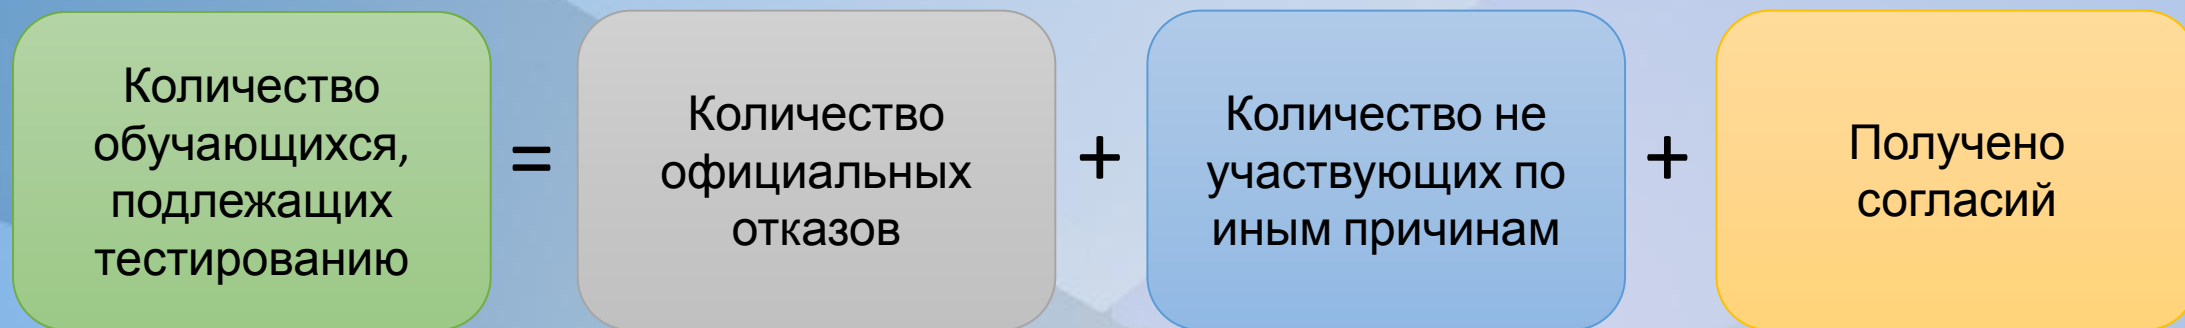 Количество
обучающихся,
подлежащих
тестированию
=
Количество
официальных
отказов
+
Количество не
участвующих по
иным причинам
+
Получено
согласий